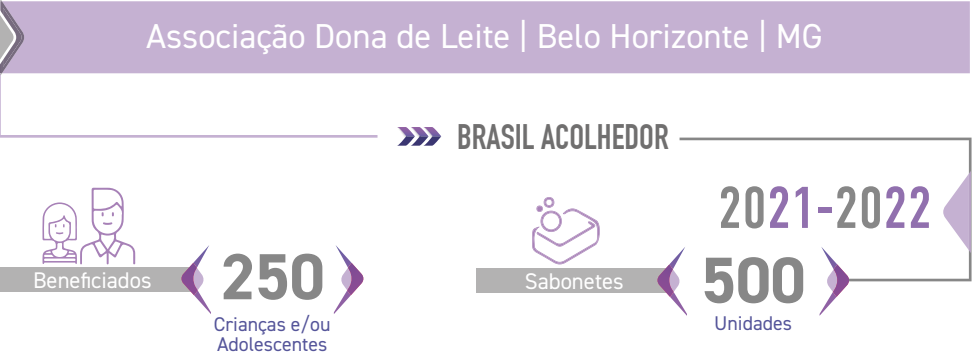 Associação Dona de Leite | Belo Horizonte | MG
BRASIL ACOLHEDOR
2021-2022
Beneficiados
250
Crianças e/ou
Adolescentes
Sabonetes
500
Unidades